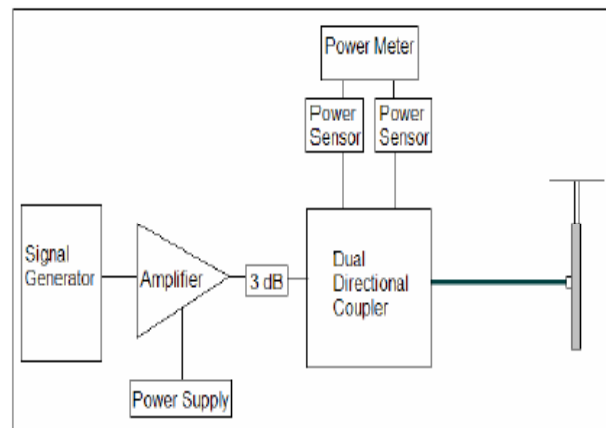 Power Meter
Power
Sensor
Power
Sensor
Signal
Generator
Amplifier
3 dB
Dual
Directional
Coupler
Power Supply